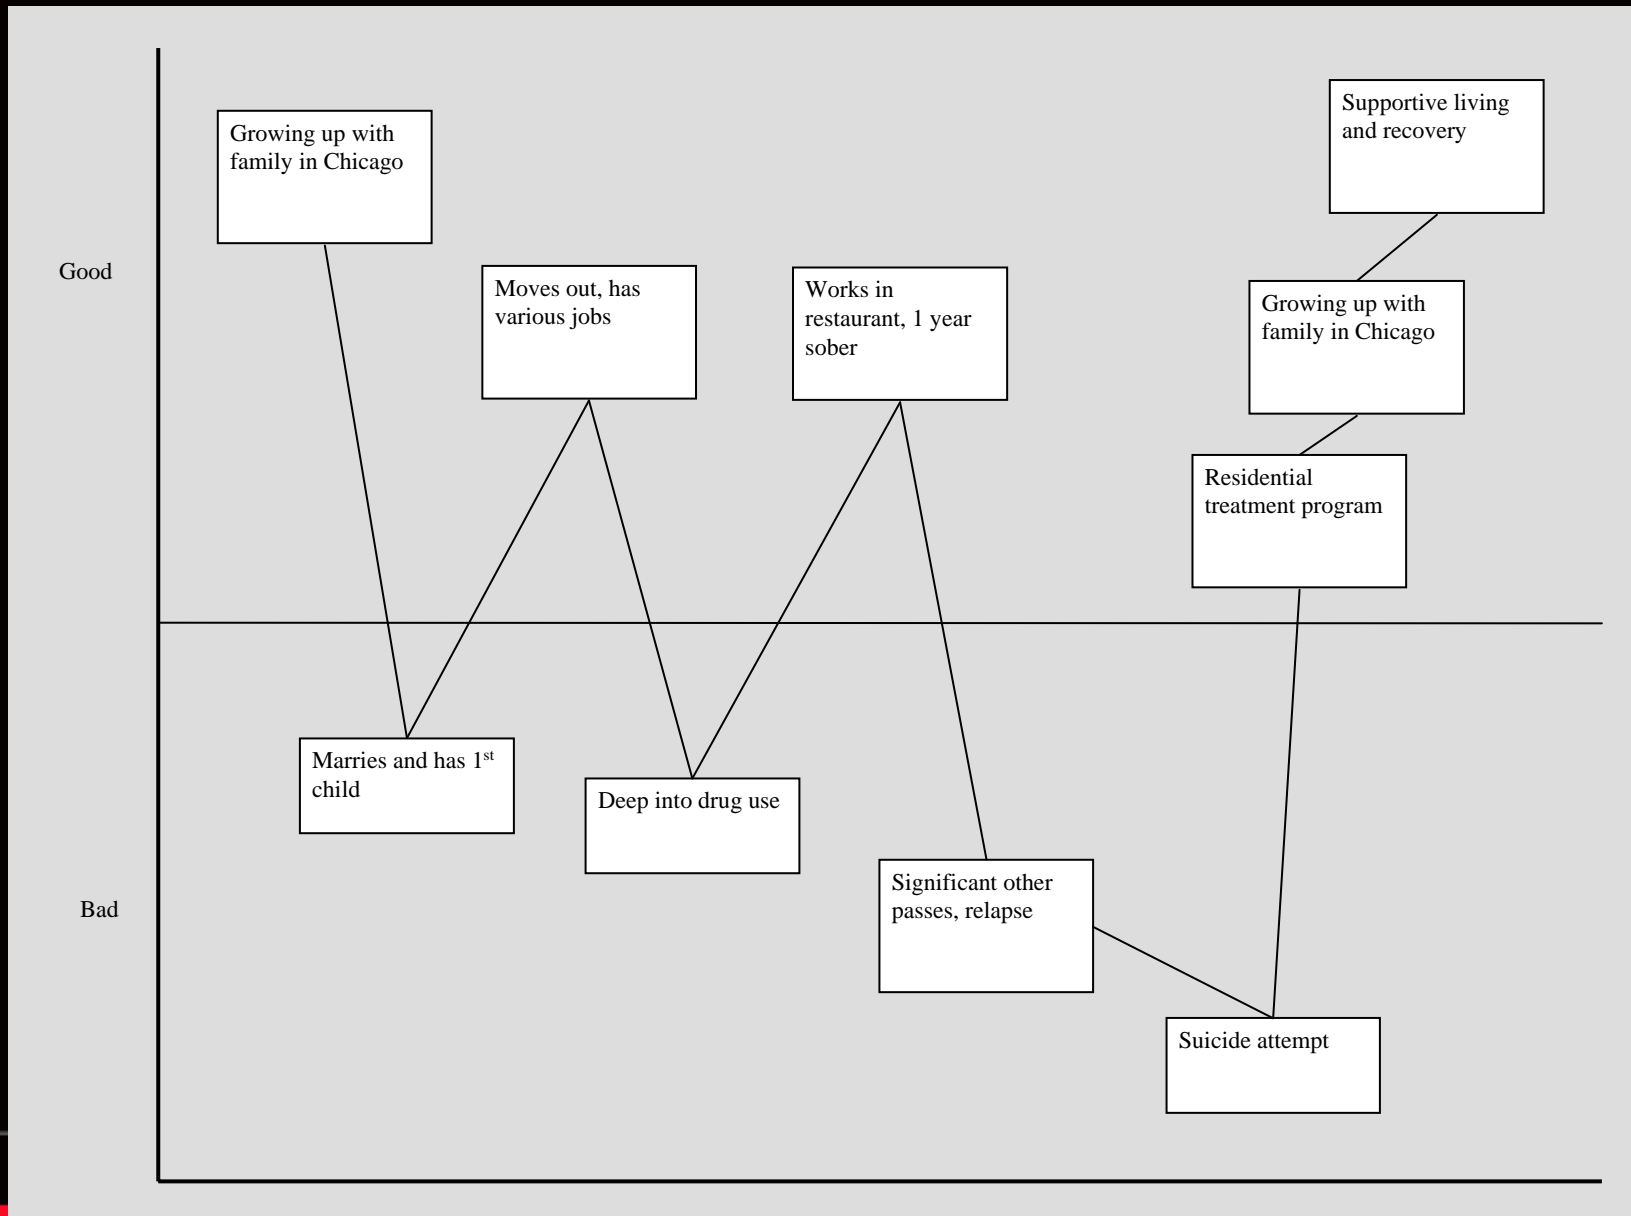 Supportive living
and recovery
Growing up with
family in Chicago
Good
Moves out, has
various jobs
Works in
restaurant, 1 year
sober
Growing up with
family in Chicago
Residential
treatment program
Marries and has 1st
child
Deep into drug use
Significant other
passes, relapse
Bad
Suicide attempt